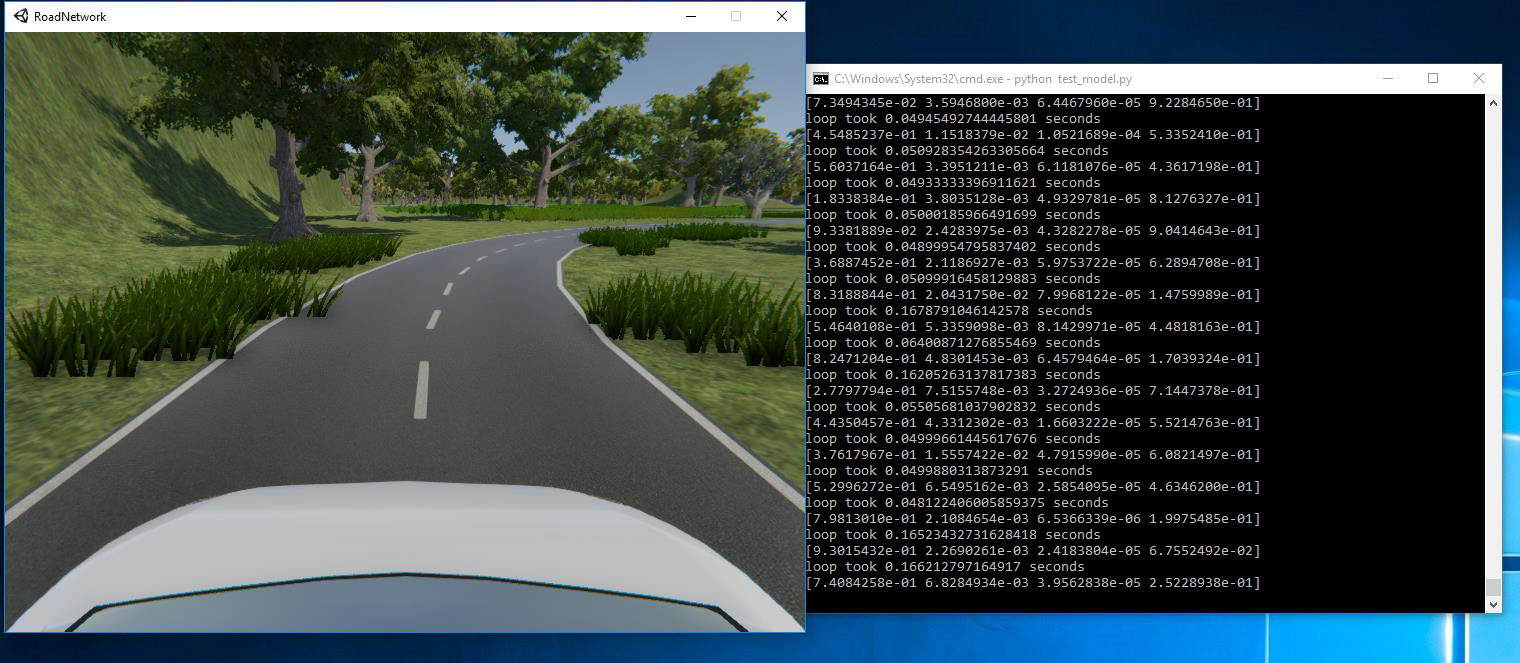 RoadNetwork
C:\Windows\System32\cmd.exe - python test_model.py
[7.3494345e-02 3.5946800e-03 6.4467960e-05 9.2284650e-01]
loop took 0.04945492744445801 seconds
[4.5485237e-01 1.1518379e-02 1.0521689e-04 5.3352410e-01]
loop took 0.050928354263305664 seconds
[5.6037164e-01 3.3951211e-03 6.1181076e-05 4.3617198e-01]
loop took 0.04933333396911621 seconds
[1.8338384e-01 3.8035128e-03 4.9329781e-05 8.1276327e-01]
loop took 0.05000185966491699 seconds
[9.3381889e-02 2.4283975e-03 4.3282278e-05 9.0414643e-01]
loop took 0.04899954795837402 seconds
[3.6887452e-01 2.1186927e-03 5.9753722e-05 6.2894708e-01]
loop took 0.050999164581298883 seconds
[8.3188844e-01 2.0431750e-02 7.9968122e-05 1.4759989e-01]
loop took 0.1678791046142578 seconds
[5.4640108e-01 5.3359098e-03 8.1429971e-05 4.4818163e-01]
loop took 0.06400871276855469 seconds
[8.2471204e-01 4.8301453e-03 6.4579464e-05 1.7039324e-01]
loop took 0.16205263137817383 seconds
[2.7797794e-01 7.5155748e-03 3.2724936e-05 7.1447378e-01]
loop took 0.05505681037902832 seconds
[4.4350457e-01 4.3312302e-03 1.6603222e-05 5.5214763e-01]
loop took 0.04999661445617676 seconds
[3.7617967e-01 1.5557422e-02 4.7915990e-05 6.0821497e-01]
loop took 0.0499880313873291 seconds
[5.2996272e-01 6.5495162e-03 2.5854095e-05 4.6346200e-01]
loop took 0.048122406005859375 seconds
[7.9813010e-01 2.1084654e-03 6.5366339e-06 1.9975485e-01]
loop took 0.16523432731628418 seconds
[9.3015432e-01 2.2690261e-03 2.4183804e-05 6.7552492e-02]
loop took 0.166212797164917 seconds
[7.4084258e-01 6.8284934e-03 3.9562838e-05 2.5228938e-01]